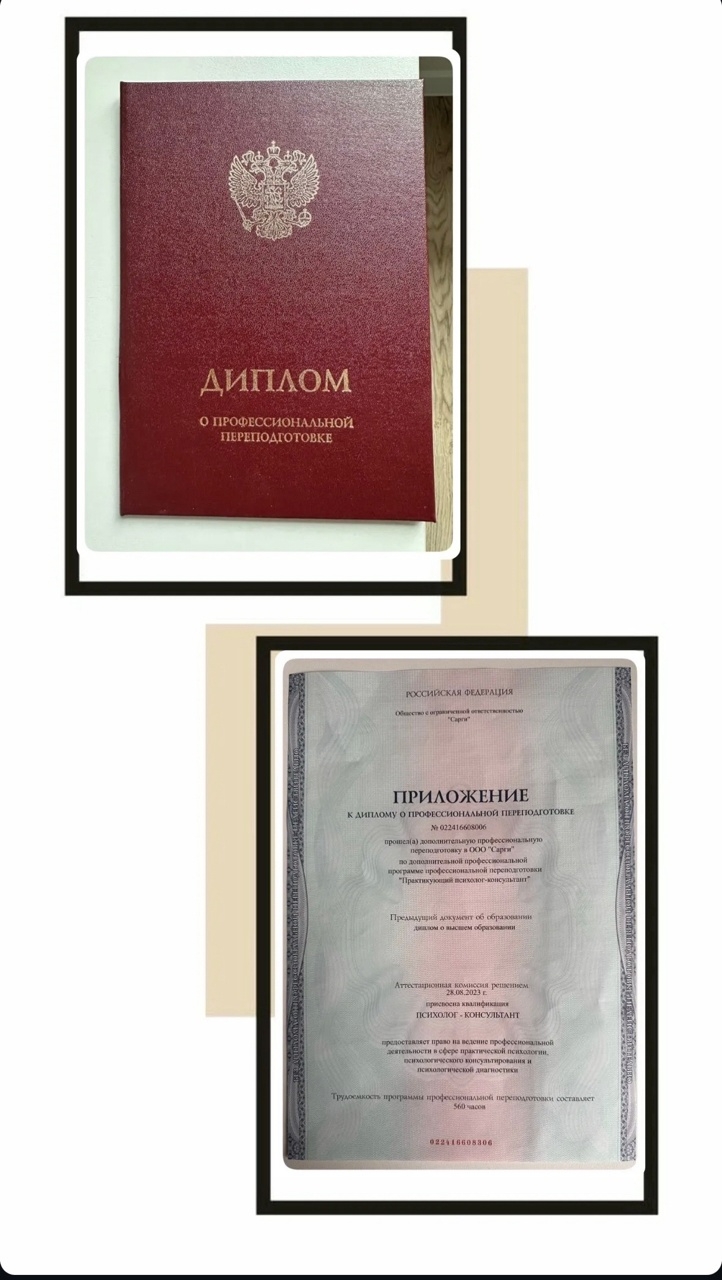 ДИПЛОМ
О ПРОФЕССИОНАЛЬНОЙ
ПЕРЕПОДГОТОВКЕ
РОССИЙСКАЯ ФЕДЕРАЦИЯ
Общество с ограниченной ответственностью
"Сарги"
ПРИЛОЖЕНИЕ
К ДИПЛОМУ О ПРОФЕССИОНАЛЬНОЙ ПЕРЕПОДГОТОВКЕ
№ 022416608006
прошел(а) дополнительную профессиональную
переподготовку в ООО "Сарги"
по дополнительной профессиональной
программе профессиональной переподготовки
"Практикующий психолог-консультант"
Предыдущий документ об образовании
диплом о высшем образовании
Аттестационная комиссия решением
28.08.2023 г.
присвоена квалификация
ПСИХОЛОГ - КОНСУЛЬТАНТ
предоставляет право на ведение профессиональной
деятельности в сфере практической психологии,
психологического консультирования и
психологической диагностики
Трудоемкость программы профессиональной переподготовки составляет
560 часов
022416608306